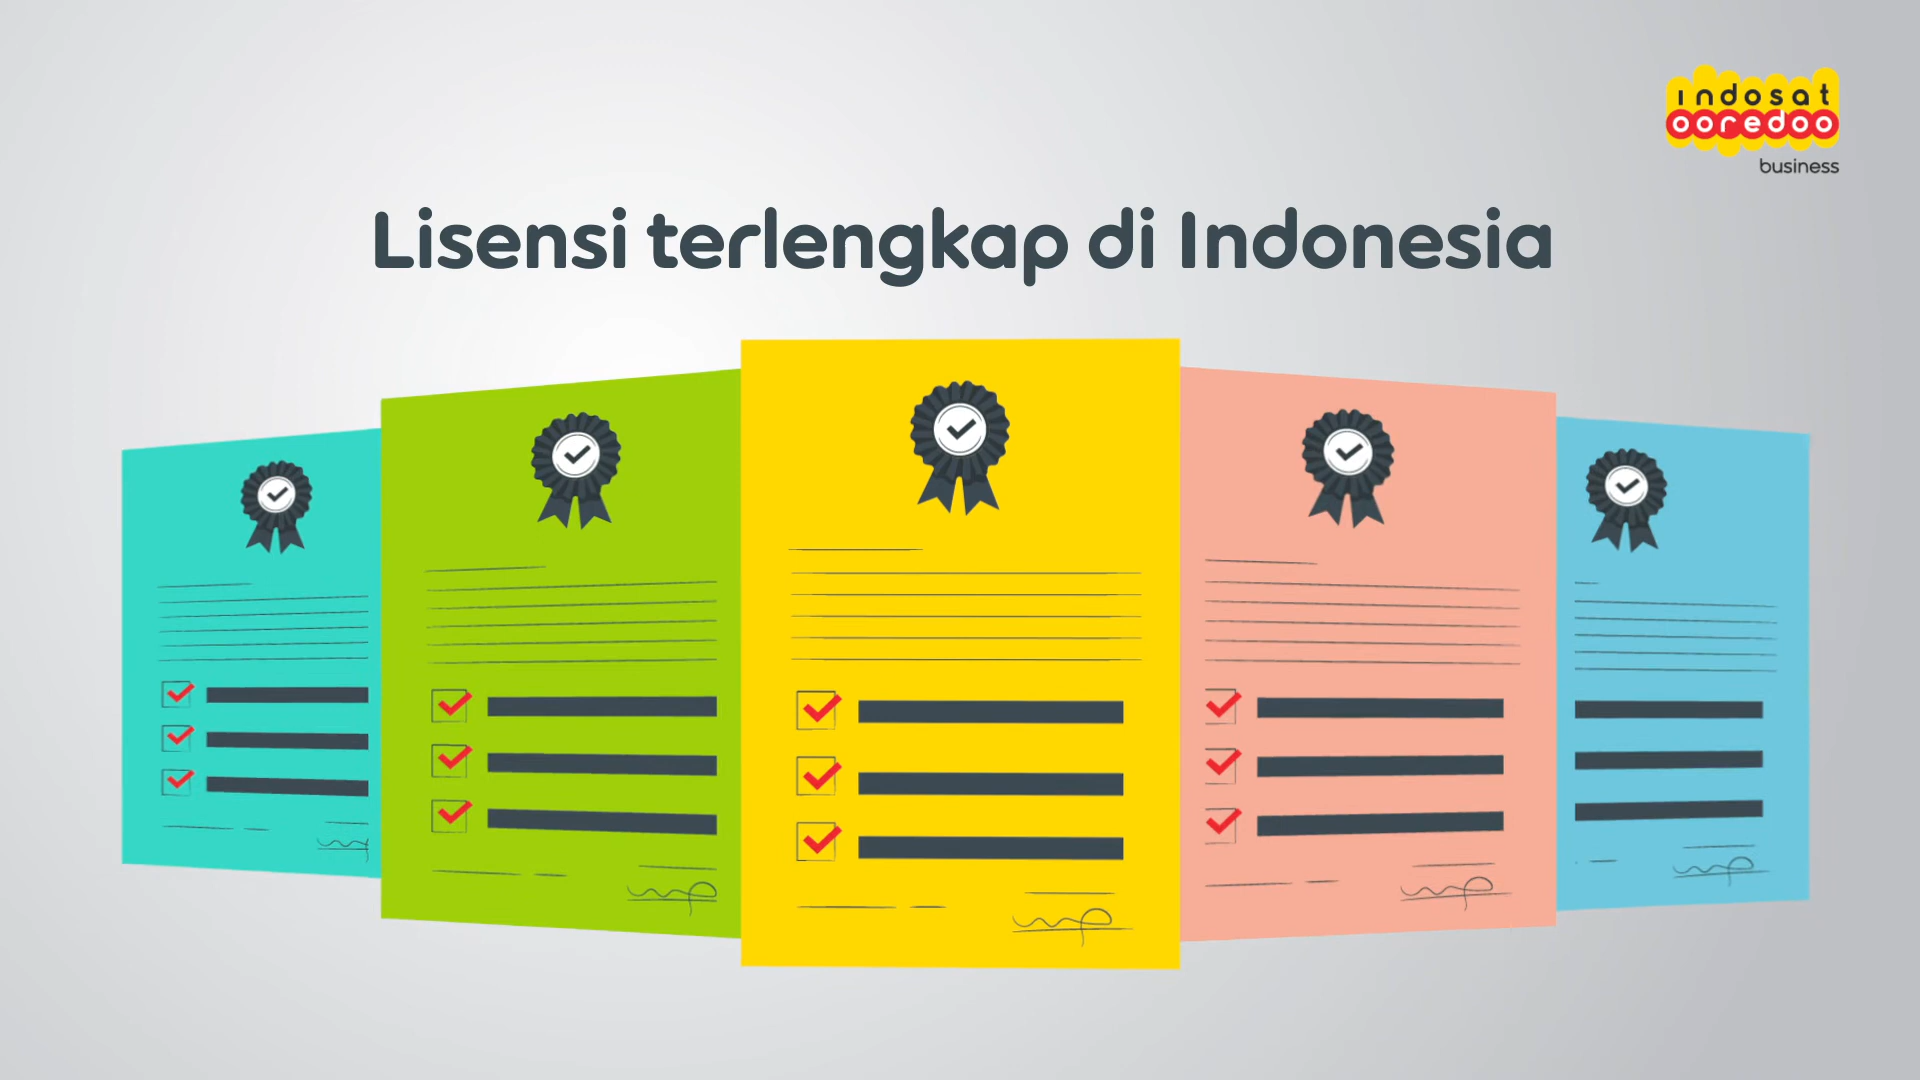 indosat
ooredoo
business
Lisensi terlengkap di Indonesia